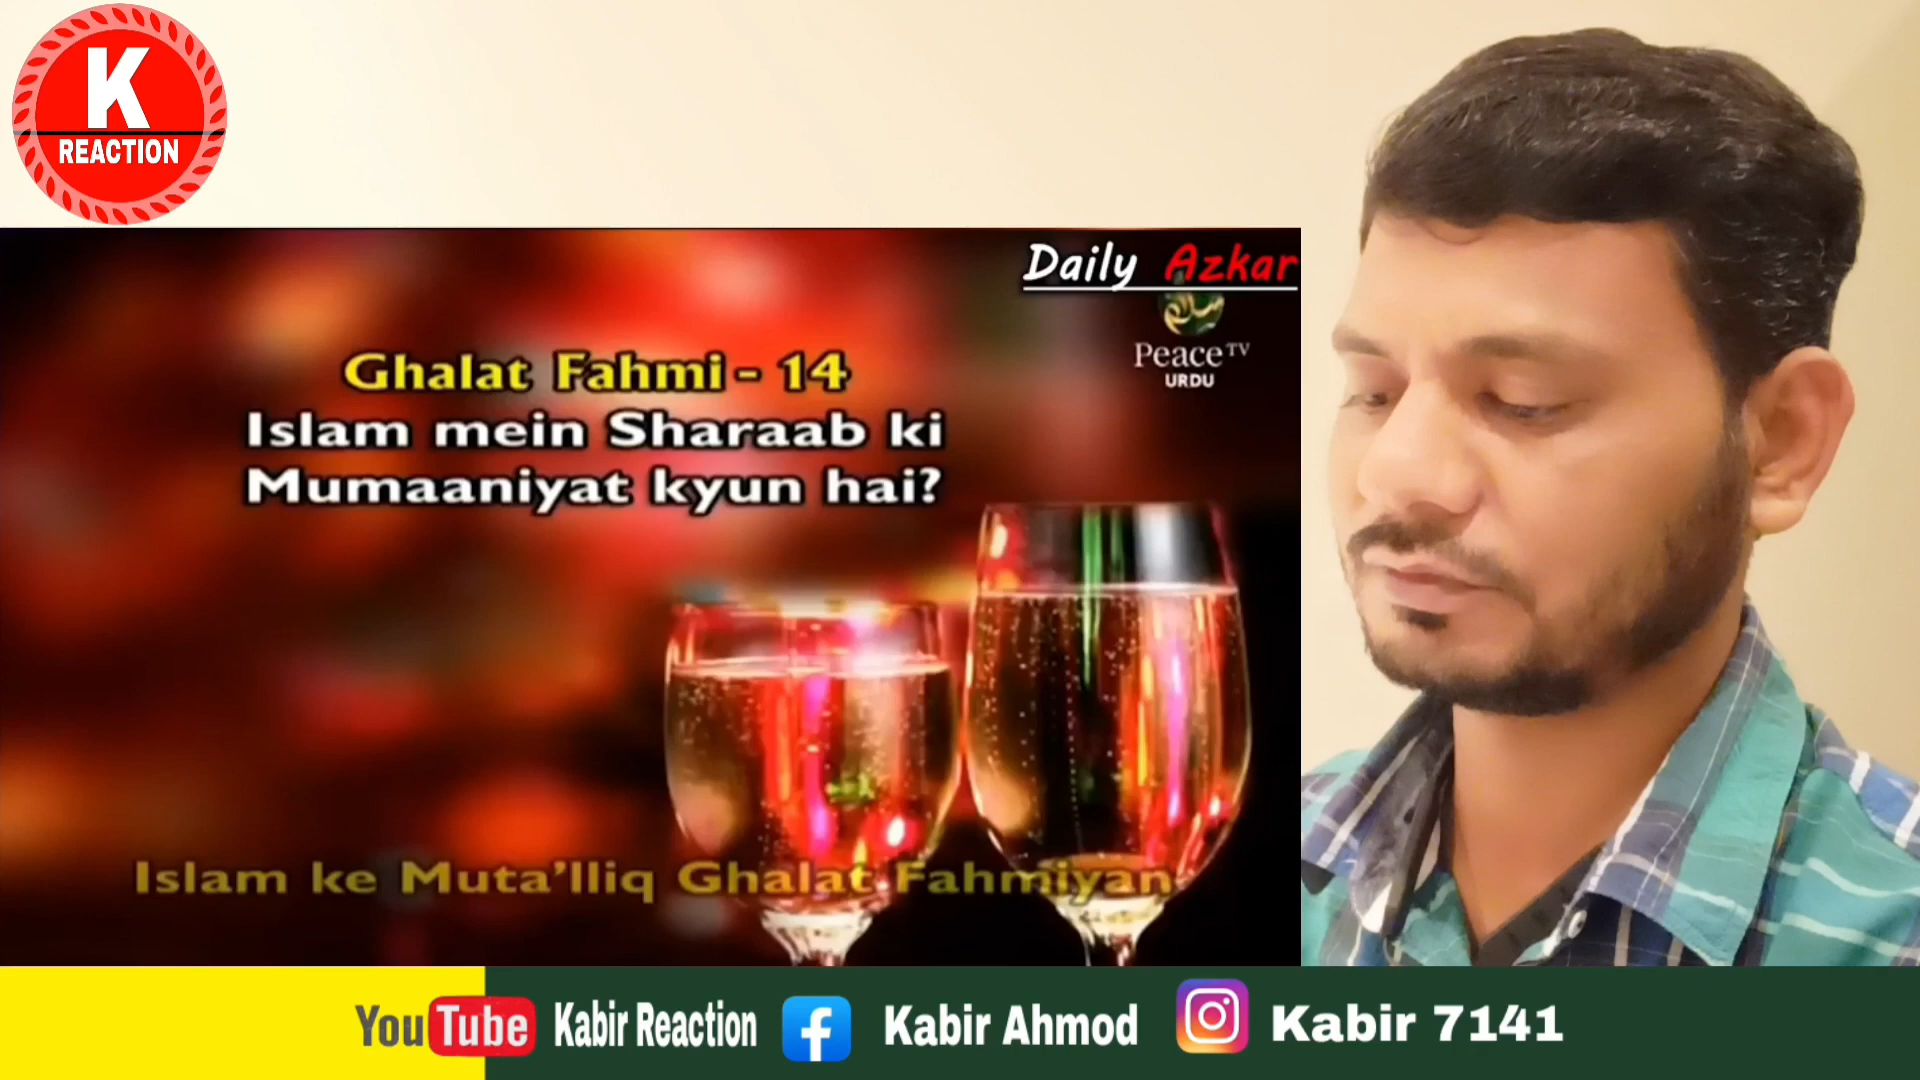 K
REACTION
Daily Azkar
Peace TV
URDU
Ghalat Fahmi - 14
Islam mein Sharaab ki
Mumaaniyat kyun hai?
Islam ke Muta'lliq Ghalat Fahmiyan
YouTube Kabir Reaction f Kabir Ahmod Kabir 7141